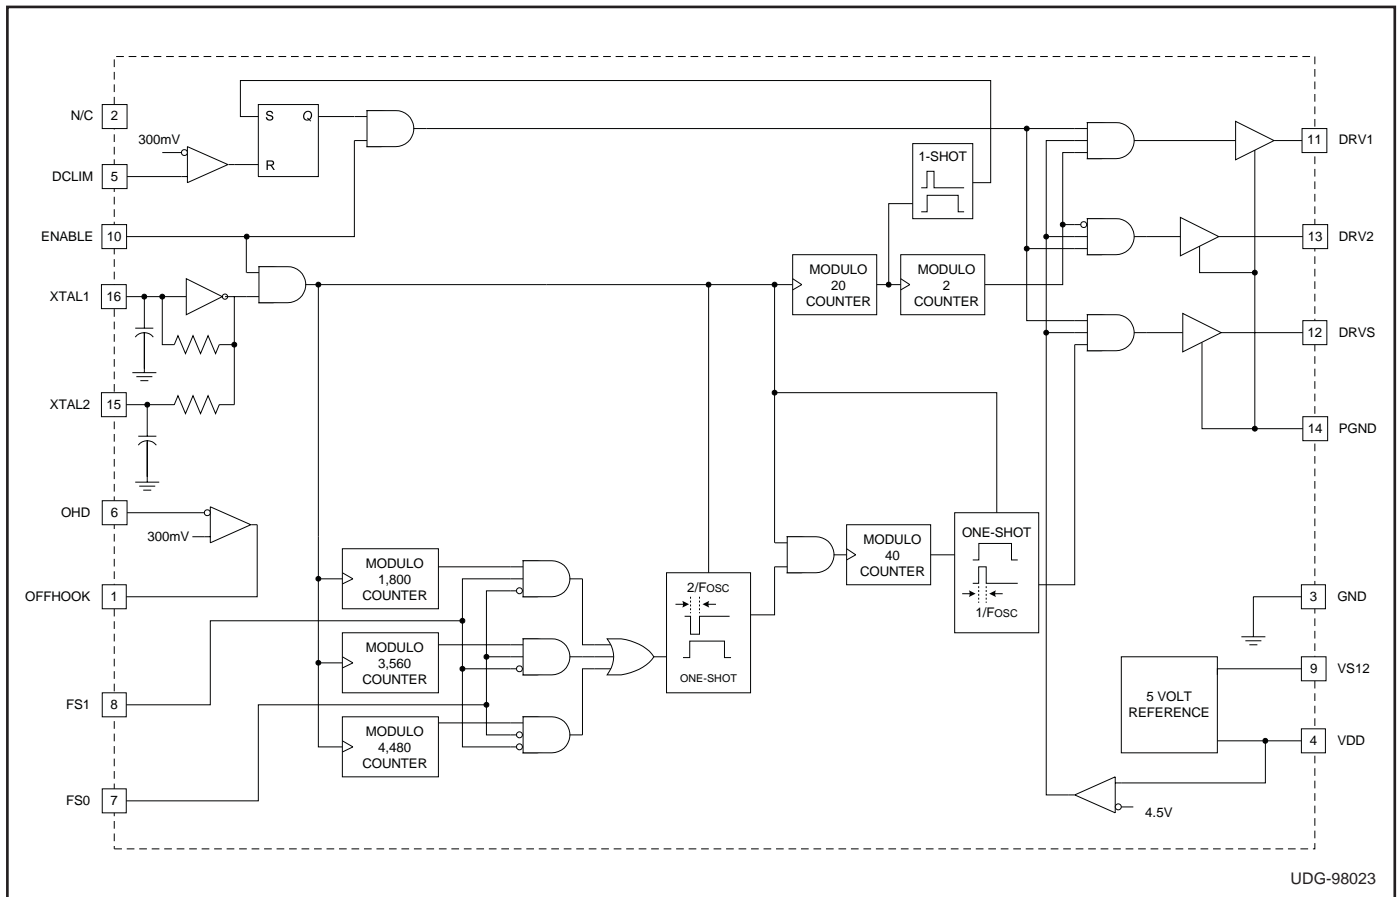 N/C 2
300mV
DCLIM 5
S Q
R
ENABLE 10
XTAL1 16
XTAL2 15
OHD 6
300mV
OFFHOOK 1
FS1 8
FS0 7
MODULO
1,800
COUNTER
MODULO
3,560
COUNTER
MODULO
4,480
COUNTER
2/FOSC
ONE-SHOT
1-SHOT
MODULO
20
COUNTER
MODULO
2
COUNTER
MODULO
40
COUNTER
ONE-SHOT
1/FOSC
11 DRV1
13 DRV2
12 DRVS
14 PGND
3 GND
5 VOLT
REFERENCE
9 VS12
4 VDD
4.5V
UDG-98023